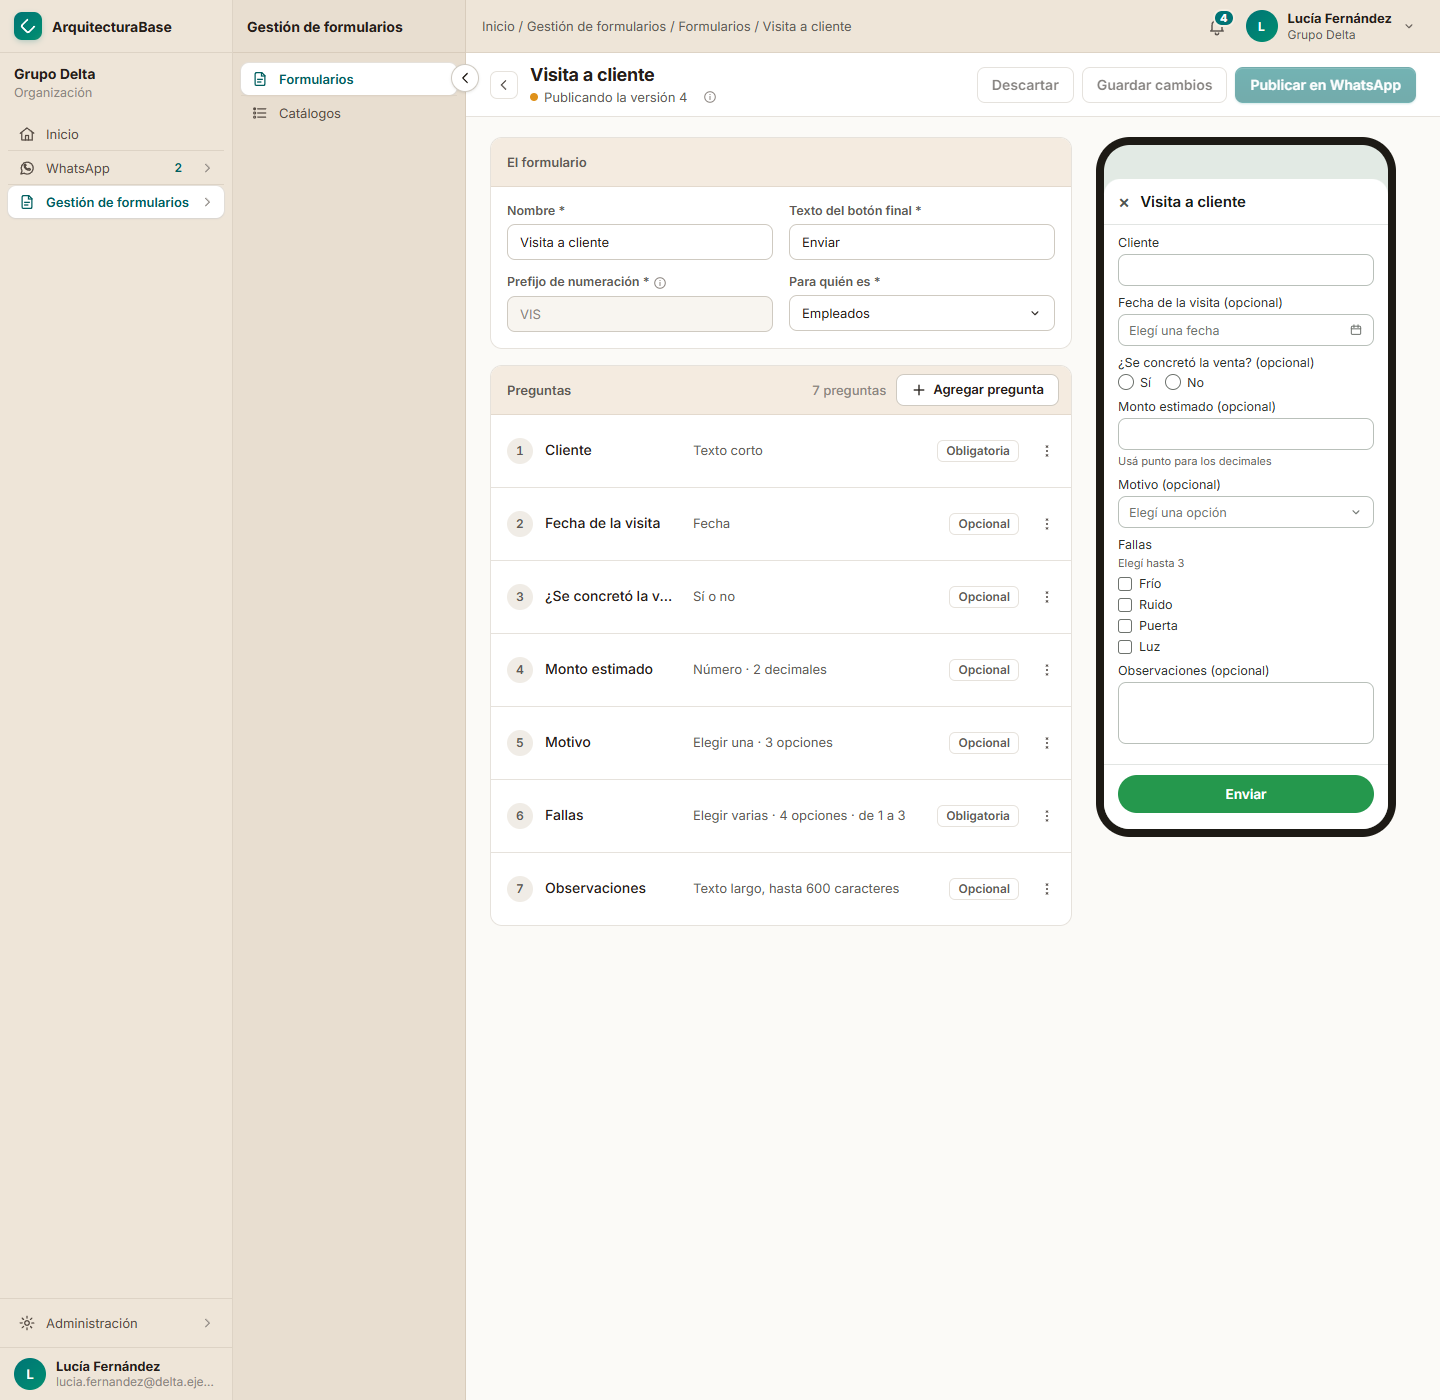 ArquitecturaBase
Grupo Delta
Organización
Inicio
WhatsApp 2
Gestión de formularios
Administración
Lucía Fernández
lucia.fernandez@delta.eje...
L
Gestión de formularios
Formularios
Catálogos
Inicio / Gestión de formularios / Formularios / Visita a cliente
4
L
Lucía Fernández
Grupo Delta
Visita a cliente
Publicando la versión 4
Descartar
Guardar cambios
Publicar en WhatsApp
El formulario
Nombre *
Visita a cliente
Texto del botón final *
Enviar
Prefijo de numeración *
VIS
Para quién es *
Empleados
Preguntas
7 preguntas
Agregar pregunta
1 Cliente Texto corto Obligatoria
2 Fecha de la visita Fecha Opcional
3 ¿Se concretó la v... Sí o no Opcional
4 Monto estimado Número · 2 decimales Opcional
5 Motivo Elegir una · 3 opciones Opcional
6 Fallas Elegir varias · 4 opciones · de 1 a 3 Obligatoria
7 Observaciones Texto largo, hasta 600 caracteres Opcional
Visita a cliente
Cliente
Fecha de la visita (opcional)
Elegí una fecha
¿Se concretó la venta? (opcional)
Sí No
Monto estimado (opcional)
Usá punto para los decimales
Motivo (opcional)
Elegí una opción
Fallas
Elegí hasta 3
Frío
Ruido
Puerta
Luz
Observaciones (opcional)
Enviar